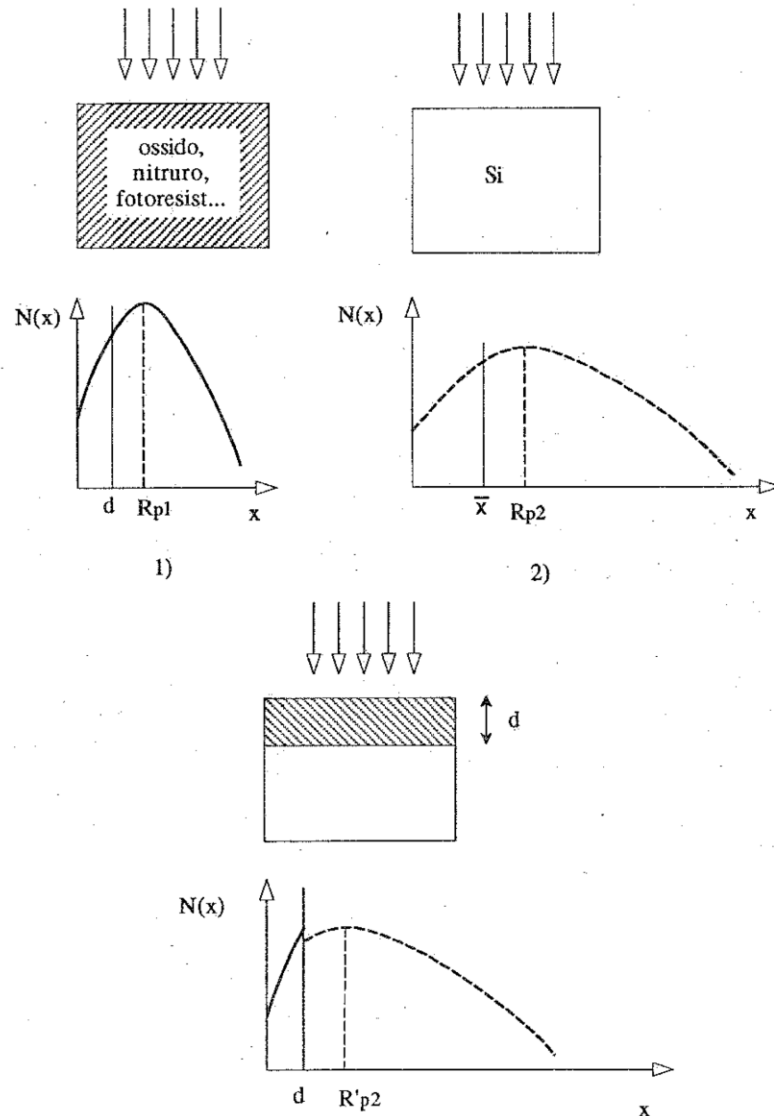 ossido,
nitruro,
fotoresist...
Si
N(x)
d
Rp1
x
1)
N(x)
x̅
Rp2
x
2)
d
N(x)
d
R'p2
x